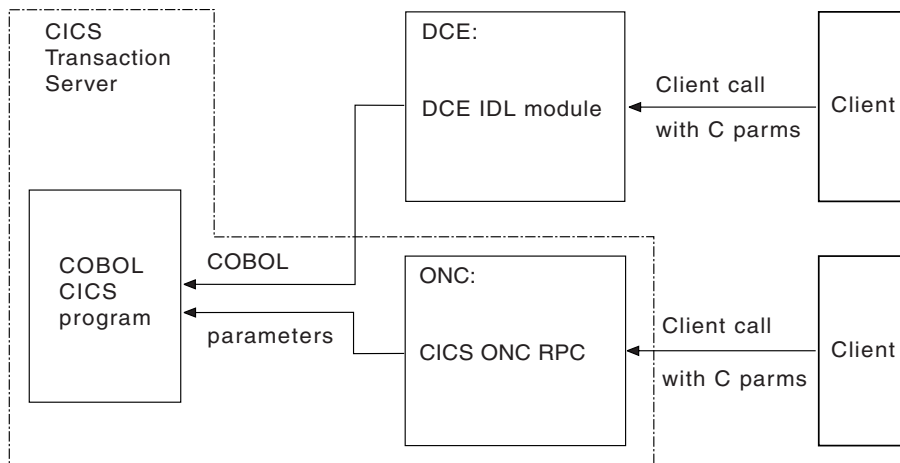 CICS
Transaction
Server
DCE:
DCE IDL module
Client call
with C parms
Client
COBOL
CICS
program
COBOL
parameters
ONC:
CICS ONC RPC
Client call
with C parms
Client